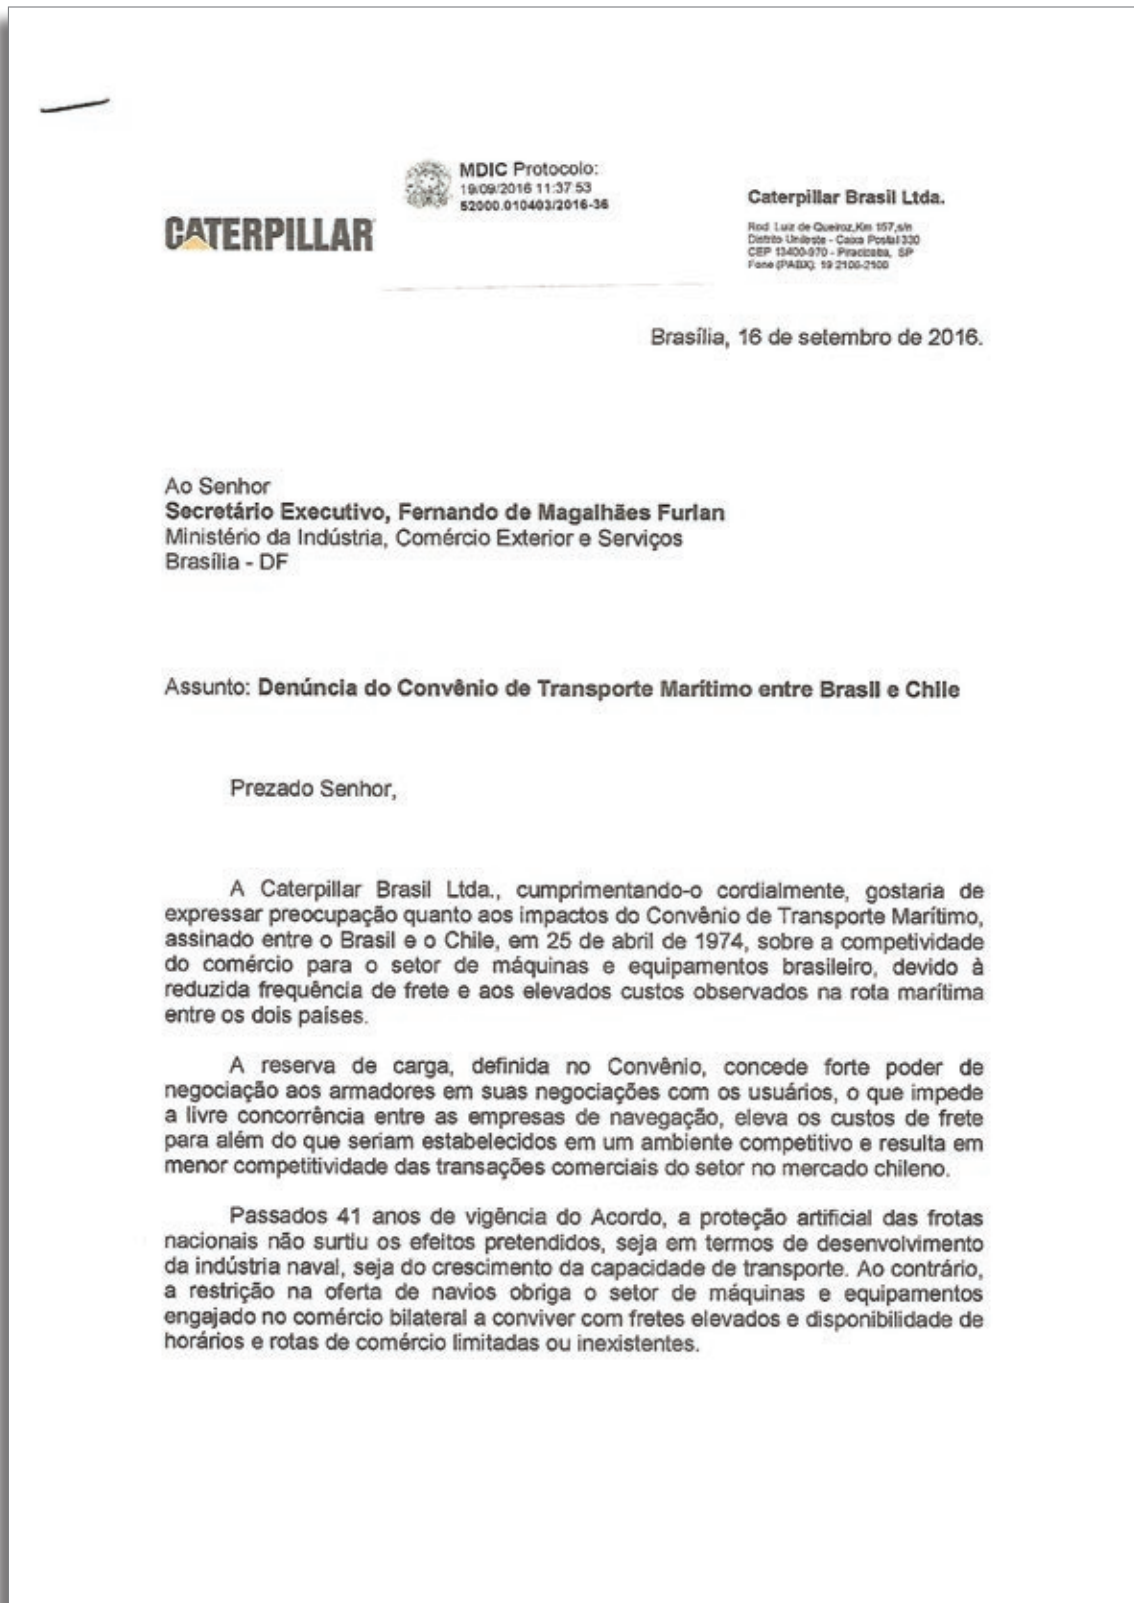 MDIC Protocolo:
19/09/2016 11:37:53
52000.010403/2016-36
CATERPILLAR
Caterpillar Brasil Ltda.
Rod. Luiz de Queiroz,Km 157,s/n
Distrito Unileste - Caixa Postal 330
CEP 13400-970 - Piracicaba, SP
Fone (PABX): 19 2106-2100
Brasília, 16 de setembro de 2016.
Ao Senhor
Secretário Executivo, Fernando de Magalhães Furlan
Ministério da Indústria, Comércio Exterior e Serviços
Brasília - DF
Assunto: Denúncia do Convênio de Transporte Marítimo entre Brasil e Chile
Prezado Senhor,
A Caterpillar Brasil Ltda., cumprimentando-o cordialmente, gostaria de
expressar preocupação quanto aos impactos do Convênio de Transporte Marítimo,
assinado entre o Brasil e o Chile, em 25 de abril de 1974, sobre a competividade
do comércio para o setor de máquinas e equipamentos brasileiro, devido à
reduzida frequência de frete e aos elevados custos observados na rota marítima
entre os dois países.
A reserva de carga, definida no Convênio, concede forte poder de
negociação aos armadores em suas negociações com os usuários, o que impede
a livre concorrência entre as empresas de navegação, eleva os custos de frete
para além do que seriam estabelecidos em um ambiente competitivo e resulta em
menor competitividade das transações comerciais do setor no mercado chileno.
Passados 41 anos de vigência do Acordo, a proteção artificial das frotas
nacionais não surtiu os efeitos pretendidos, seja em termos de desenvolvimento
da indústria naval, seja do crescimento da capacidade de transporte. Ao contrário,
a restrição na oferta de navios obriga o setor de máquinas e equipamentos
engajado no comércio bilateral a conviver com fretes elevados e disponibilidade de
horários e rotas de comércio limitadas ou inexistentes.